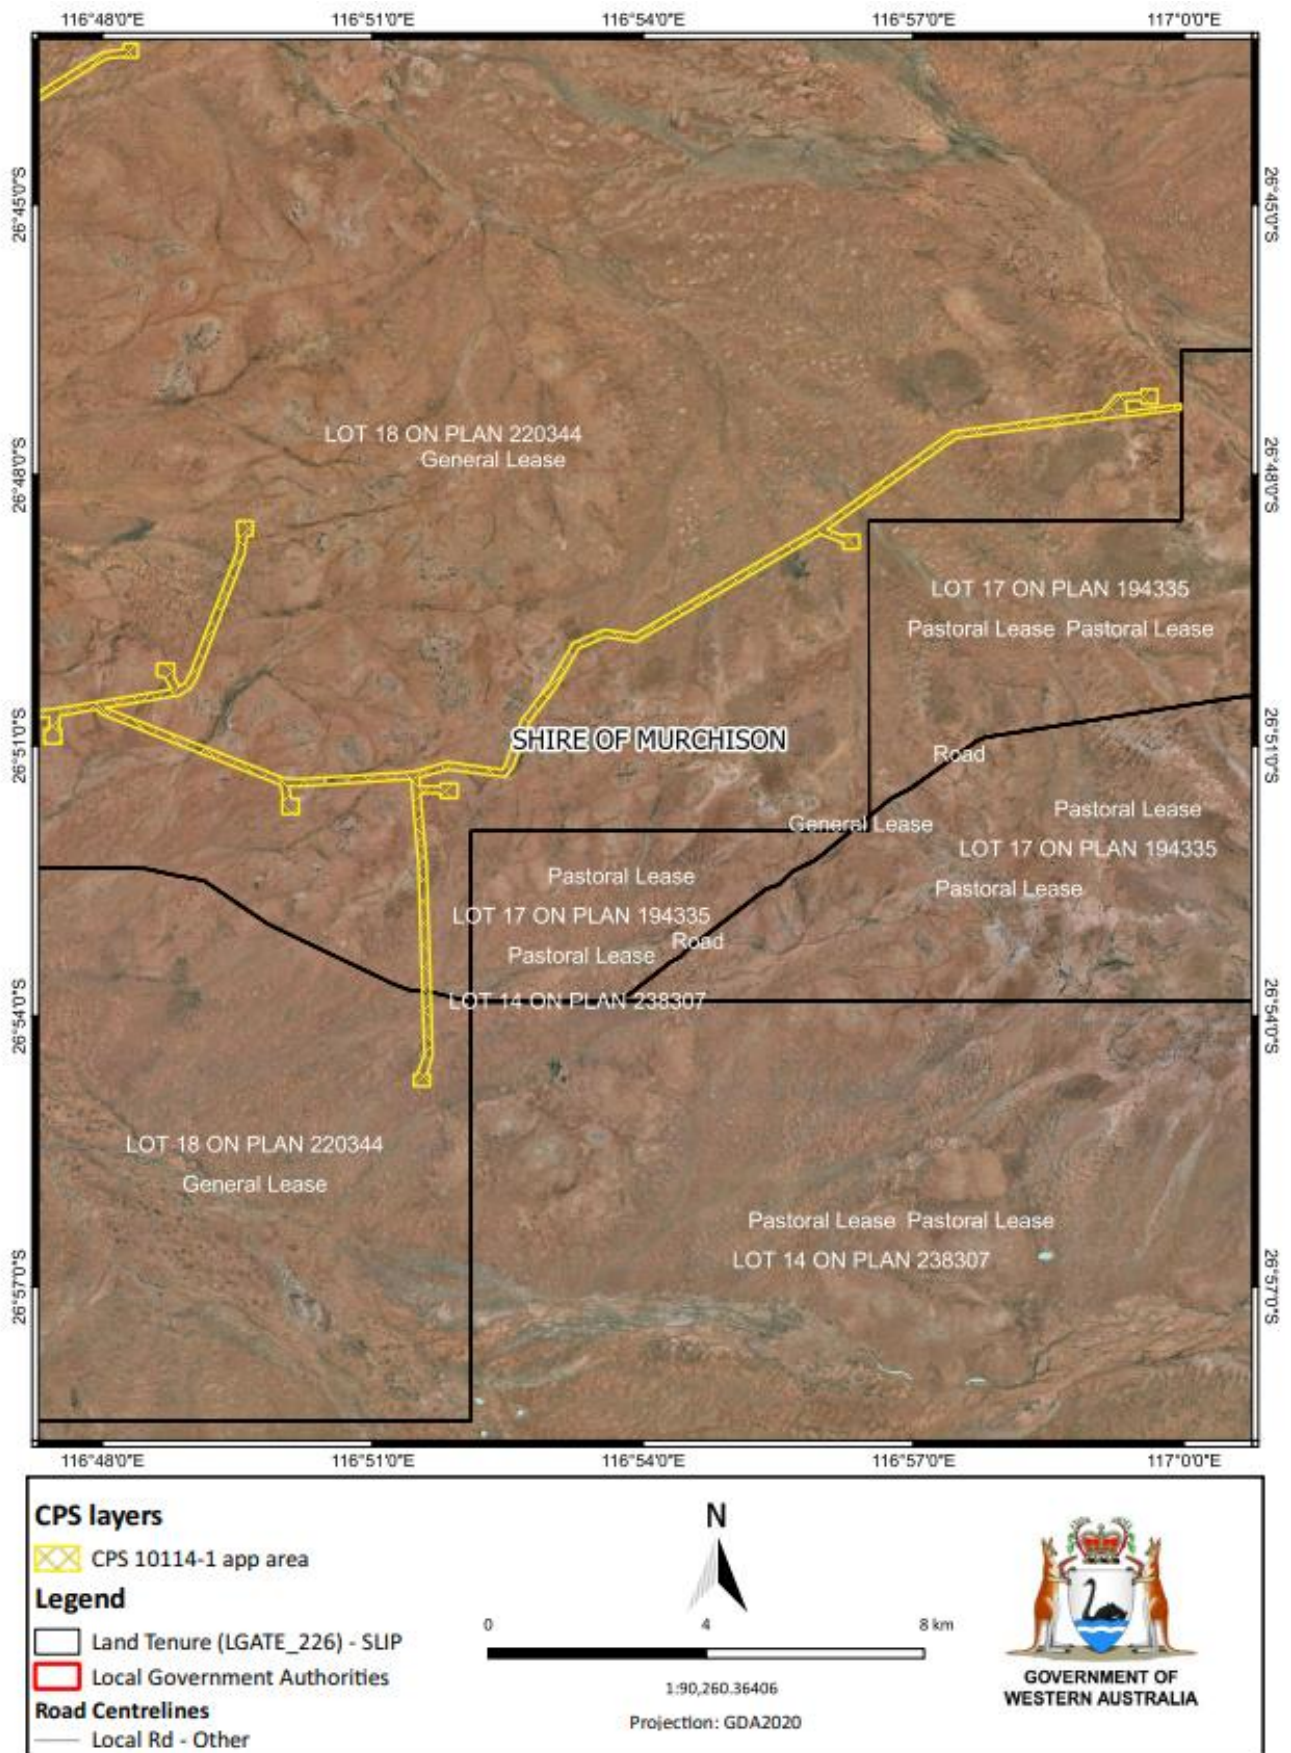 116°48'0"E 116°51'0"E 116°54'0"E 116°57'0"E 117°0'0"E
26°45'0"S 26°45'0"S
LOT 18 ON PLAN 220344
General Lease
26°48'0"S 26°48'0"S
LOT 17 ON PLAN 194335
Pastoral Lease Pastoral Lease
SHIRE OF MURCHISON
26°51'0"S 26°51'0"S
Road
Pastoral Lease
General Lease
LOT 17 ON PLAN 194335
Pastoral Lease
Pastoral Lease
LOT 17 ON PLAN 194335
Road
Pastoral Lease
LOT 14 ON PLAN 238307
26°54'0"S 26°54'0"S
LOT 18 ON PLAN 220344
General Lease
Pastoral Lease Pastoral Lease
LOT 14 ON PLAN 238307
26°57'0"S 26°57'0"S
116°48'0"E 116°51'0"E 116°54'0"E 116°57'0"E 117°0'0"E
CPS layers
CPS 10114-1 app area
Legend
Land Tenure (LGATE_226) - SLIP
Local Government Authorities
Road Centrelines
Local Rd - Other
N
0 4 8 km
1:90,260.36406
Projection: GDA2020
GOVERNMENT OF
WESTERN AUSTRALIA